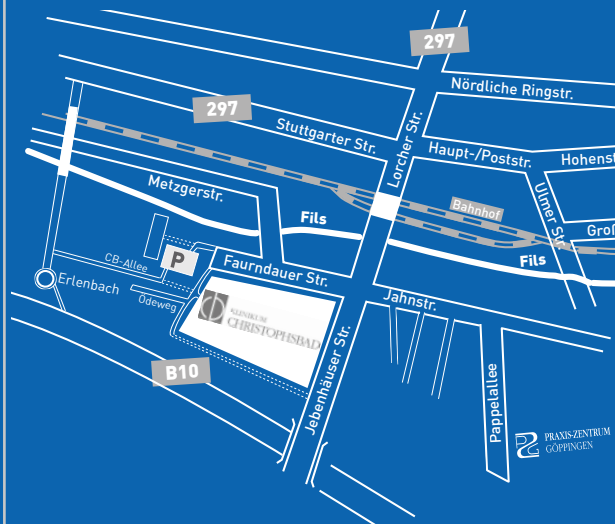 297
Nördliche Ringstr.
297
Stuttgarter Str.
Lorcher Str.
Haupt-/Poststr.
Hohenst
Metzgerstr.
Ulmer Str.
Bahnhof
Fils
Groß
Fils
P
CB-Allee
Faurndauer Str.
Erlenbach
Ödeweg
Jahnstr.
KLINIKUM
CHRISTOPHSBAD
Jebenhäuser Str.
B10
Pappelallee
PRAXIS-ZENTRUM
GÖPPINGEN